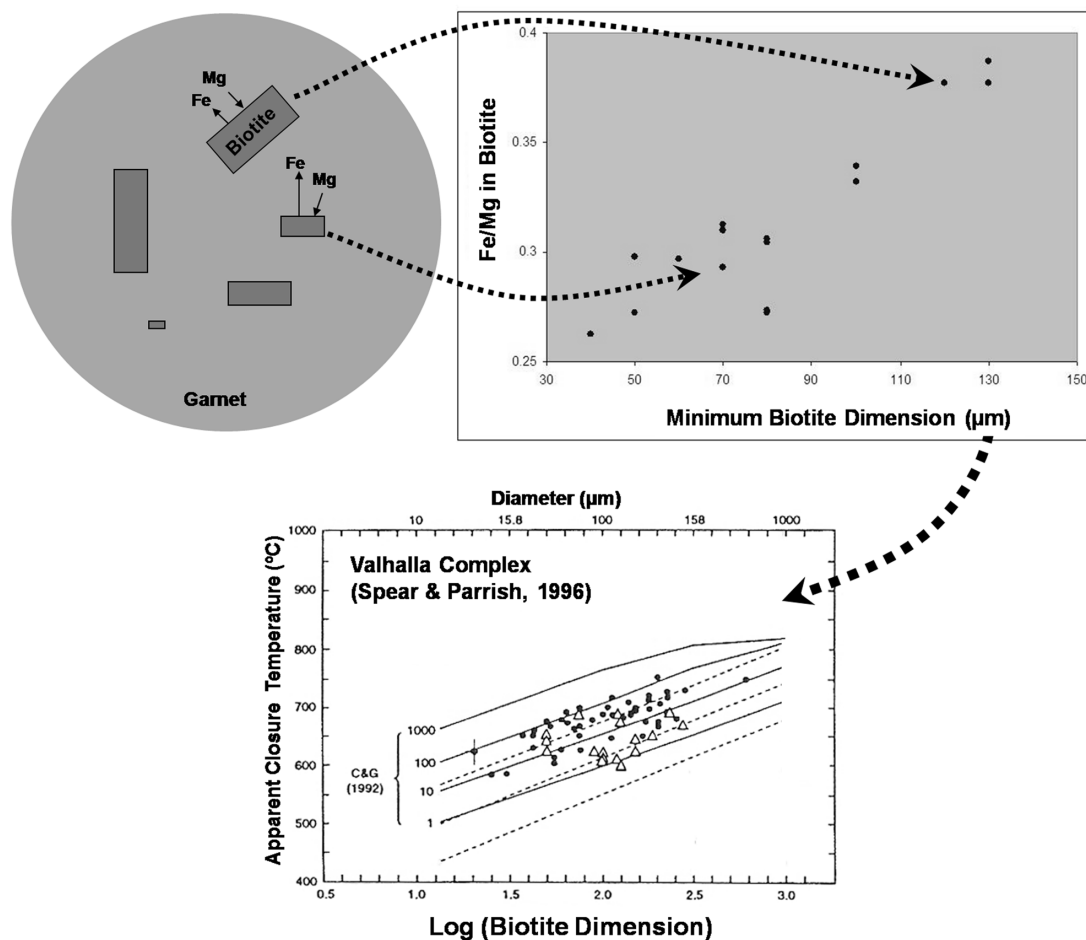 Mg
Fe
Biotite
Fe
Mg
Garnet
0.4
0.35
0.3
0.25
Fe/Mg in Biotite
30 50 70 90 110 130 150
Minimum Biotite Dimension (µm)
Diameter (µm)
10 15.8 100 158 1000
Valhalla Complex
(Spear & Parrish, 1996)
Apparent Closure Temperature (ºC)
1000
900
800
700
600
500
400
C&G
(1992)
1000
100
10
1
0.5 1.0 1.5 2.0 2.5 3.0
Log (Biotite Dimension)